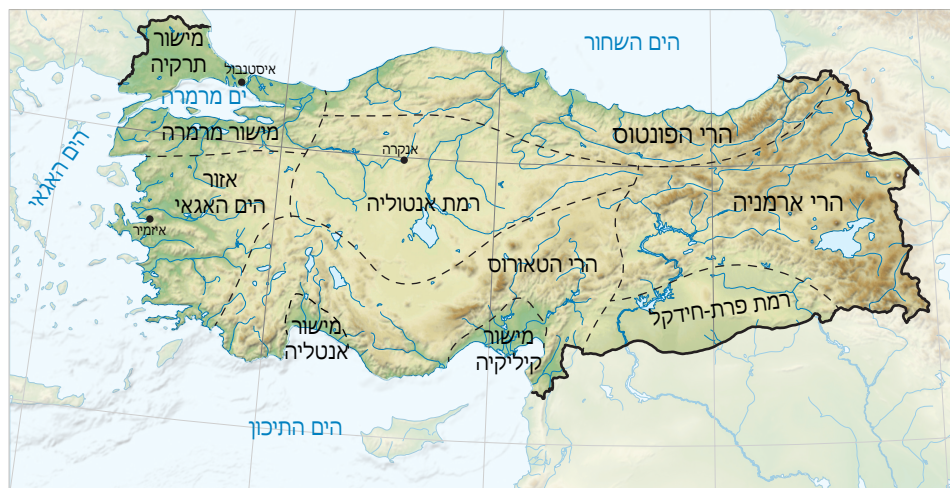 הים השחור
מישור
תרקיה
איסטנבול
ים מרמרה
מישור מרמרה
הרי הפונטוס
אנקרה
הים האגאי
אזור
הים האגאי
איזמיר
רמת אנטוליה
הרי ארמניה
הרי הטאורוס
רמת פרת-חידקל
מישור
אנטליה
מישור
קיליקיה
הים התיכון